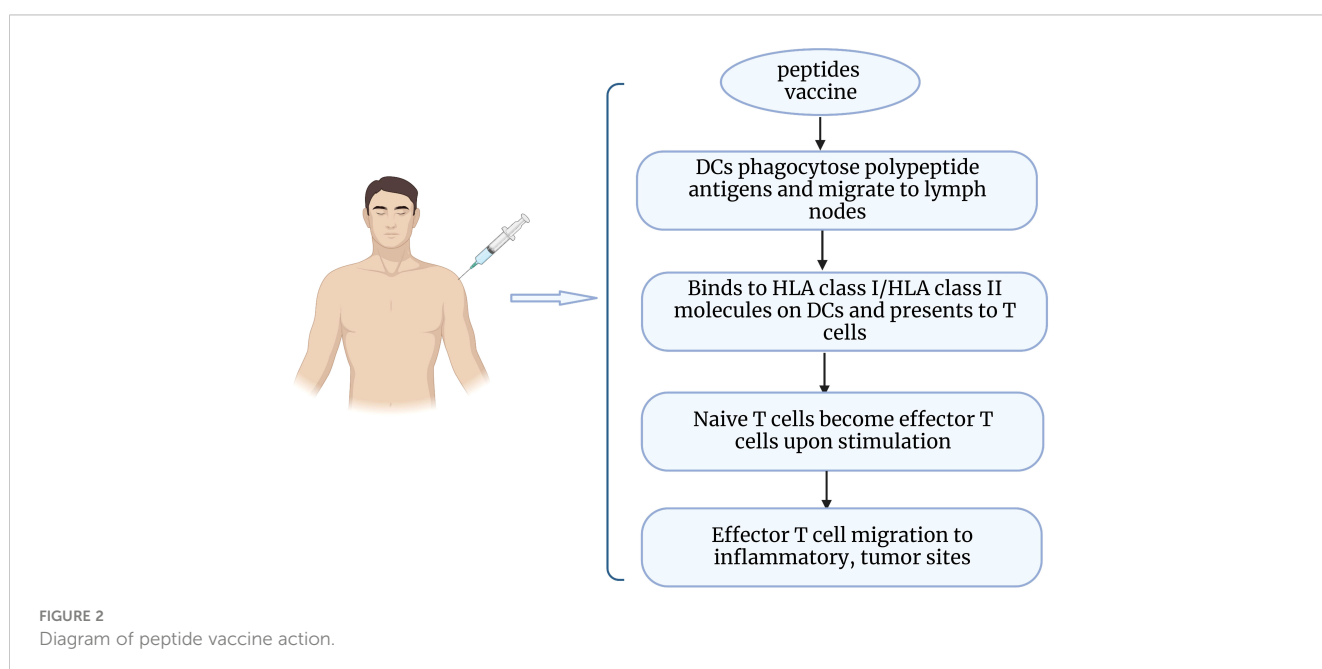 peptides
vaccine
DCs phagocytose polypeptide
antigens and migrate to lymph
nodes
Binds to HLA class I/HLA class II
molecules on DCs and presents to T
cells
Naive T cells become effector T
cells upon stimulation
Effector T cell migration to
inflammatory, tumor sites
FIGURE 2
Diagram of peptide vaccine action.